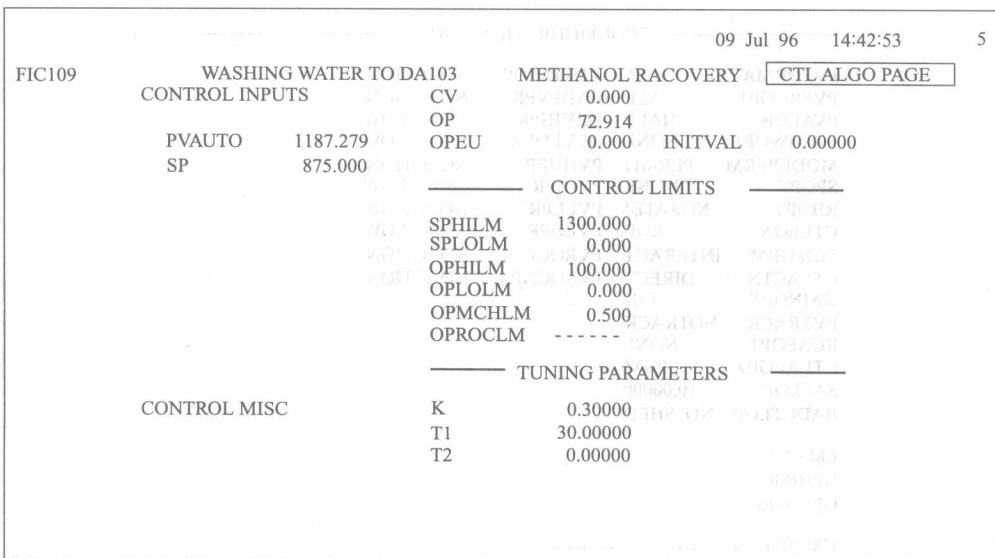 09 Jul 96 14:42:53 5
FIC109 WASHING WATER TO DA103 METHANOL RACOVERY CTL ALGO PAGE
CONTROL INPUTS CV 0.000
OP 72.914
PVAUTO 1187.279 OPEU 0.000 INITVAL 0.00000
SP 875.000
CONTROL LIMITS
SPHILM 1300.000
SPLOLM 0.000
OPHILM 100.000
OPLOLM 0.000
OPMCHLM 0.500
OPROCLM ------
TUNING PARAMETERS
CONTROL MISC K 0.30000
T1 30.00000
T2 0.00000